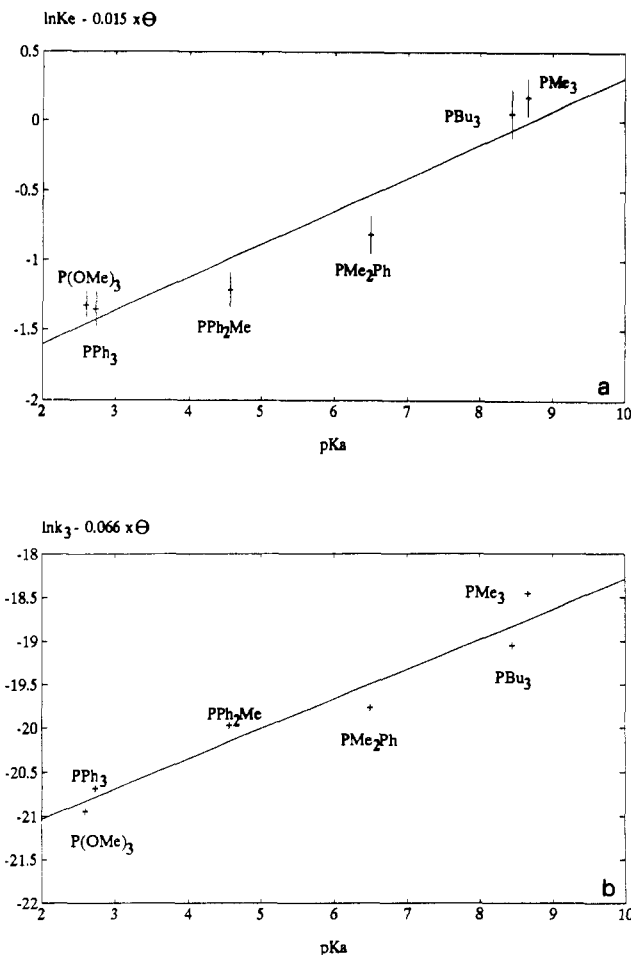 lnKe - 0.015 xΘ
0.5
PMe3
PBu3
0
-0.5
PMe2Ph
P(OMe)3
-1
PPh2Me
-1.5
PPh3
a
-2
2 3 4 5 6 7 8 9 10
pKa
lnk3 - 0.066 xΘ
-18
PMe3
-18.5
-19
PBu3
-19.5
PPh2Me
PMe2Ph
-20
PPh3
-20.5
-21
P(OMe)3
-21.5
b
-22
2 3 4 5 6 7 8 9 10
pKa